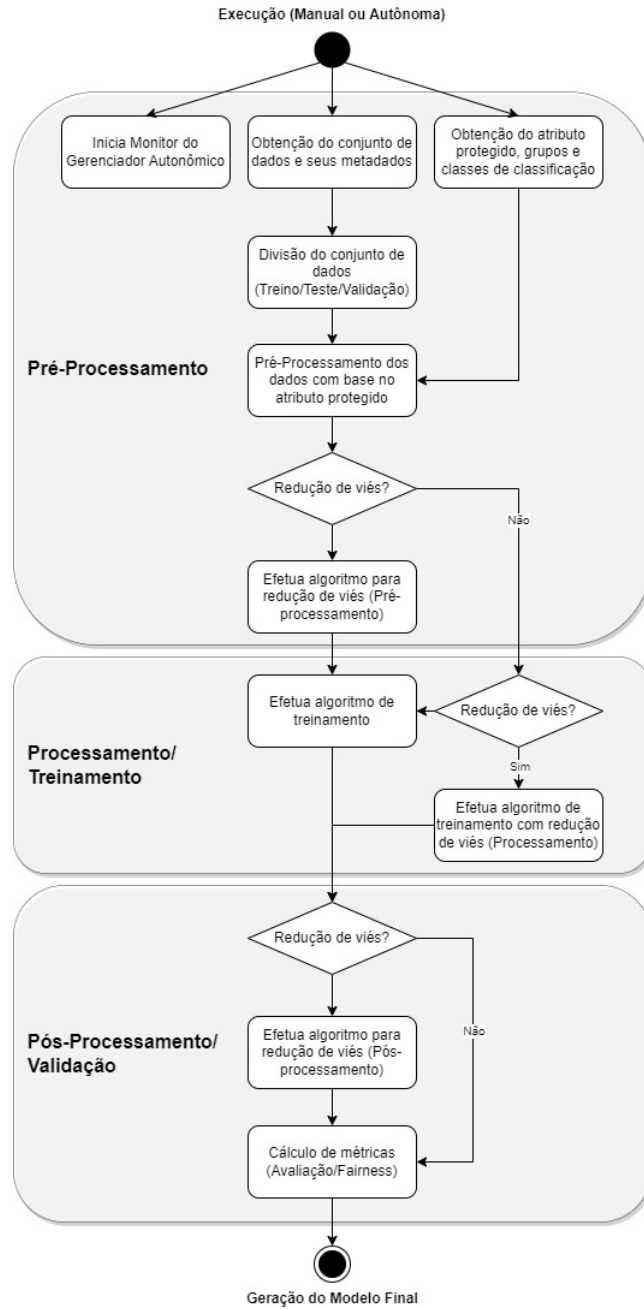 Execução (Manual ou Autônoma)
Inicia Monitor do
Gerenciador Autonômico
Obtenção do conjunto de
dados e seus metadados
Obtenção do atributo
protegido, grupos e
classes de classificação
Divisão do conjunto de
dados
(Treino/Teste/Validação)
Pré-Processamento
Pré-Processamento dos
dados com base no
atributo protegido
Redução de viés?
Não
Efetua algoritmo para
redução de viés (Pré-
processamento)
Efetua algoritmo de
treinamento
Redução de viés?
Processamento/
Treinamento
Sim
Efetua algoritmo de
treinamento com redução
de viés (Processamento)
Redução de viés?
Não
Pós-Processamento/
Validação
Efetua algoritmo para
redução de viés (Pós-
processamento)
Cálculo de métricas
(Avaliação/Fairness)
Geração do Modelo Final